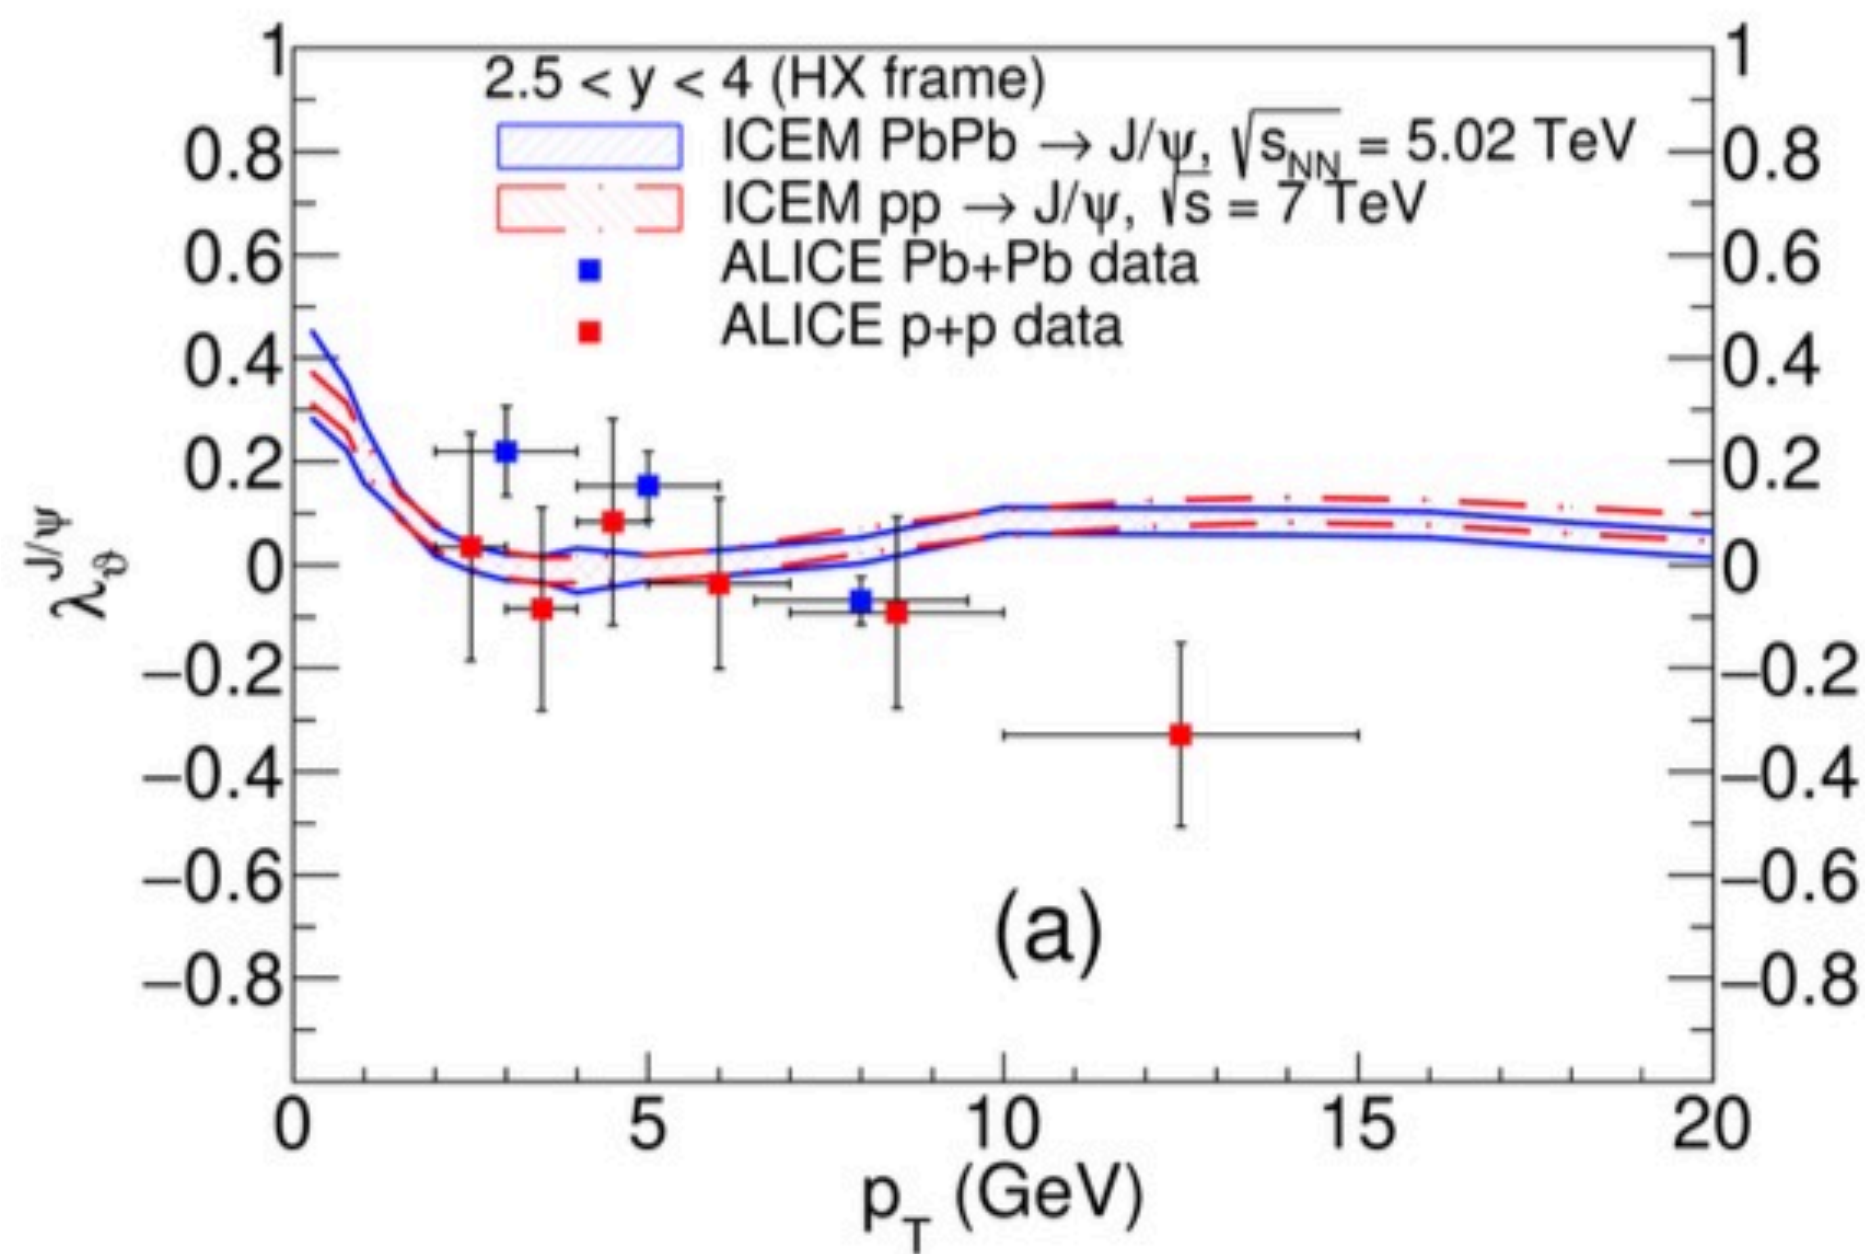 2.5 < y < 4 (HX frame)
ICEM PbPb → J/ψ, √s_NN = 5.02 TeV
ICEM pp → J/ψ, √s = 7 TeV
ALICE Pb+Pb data
ALICE p+p data
λ_ϑ^J/ψ
1
0.8
0.6
0.4
0.2
0
−0.2
−0.4
−0.6
−0.8
1
0.8
0.6
0.4
0.2
0
−0.2
−0.4
−0.6
−0.8
(a)
0 5 10 15 20
p_T (GeV)